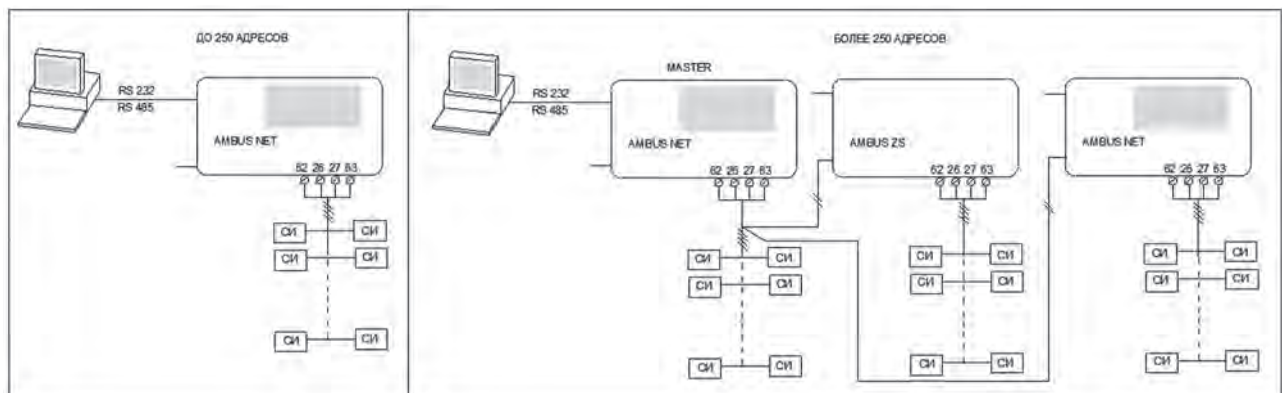 ДО 250 АДРЕСОВ
RS 232
RS 485
AMBUS NET
62 26 27 63
СИ СИ
СИ СИ
СИ СИ
БОЛЕЕ 250 АДРЕСОВ
MASTER
RS 232
RS 485
AMBUS NET
62 26 27 63
AMBUS ZS
62 26 27 63
AMBUS NET
62 26 27 63
СИ СИ
СИ СИ
СИ СИ
СИ СИ
СИ СИ
СИ СИ
СИ СИ
СИ СИ
СИ СИ